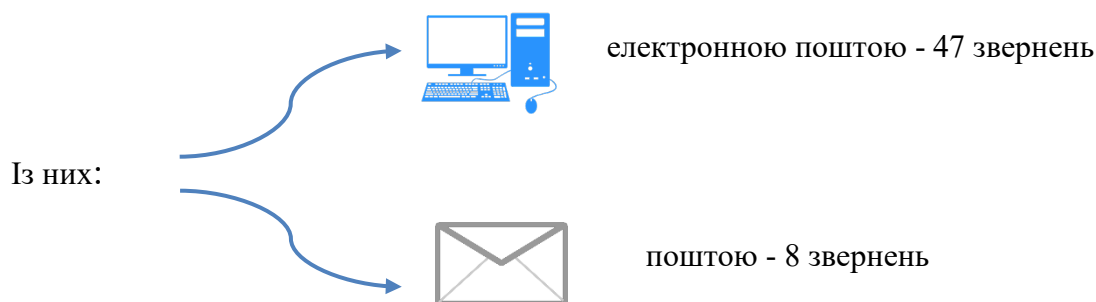 електронною поштою - 47 звернень
Із них:
поштою - 8 звернень